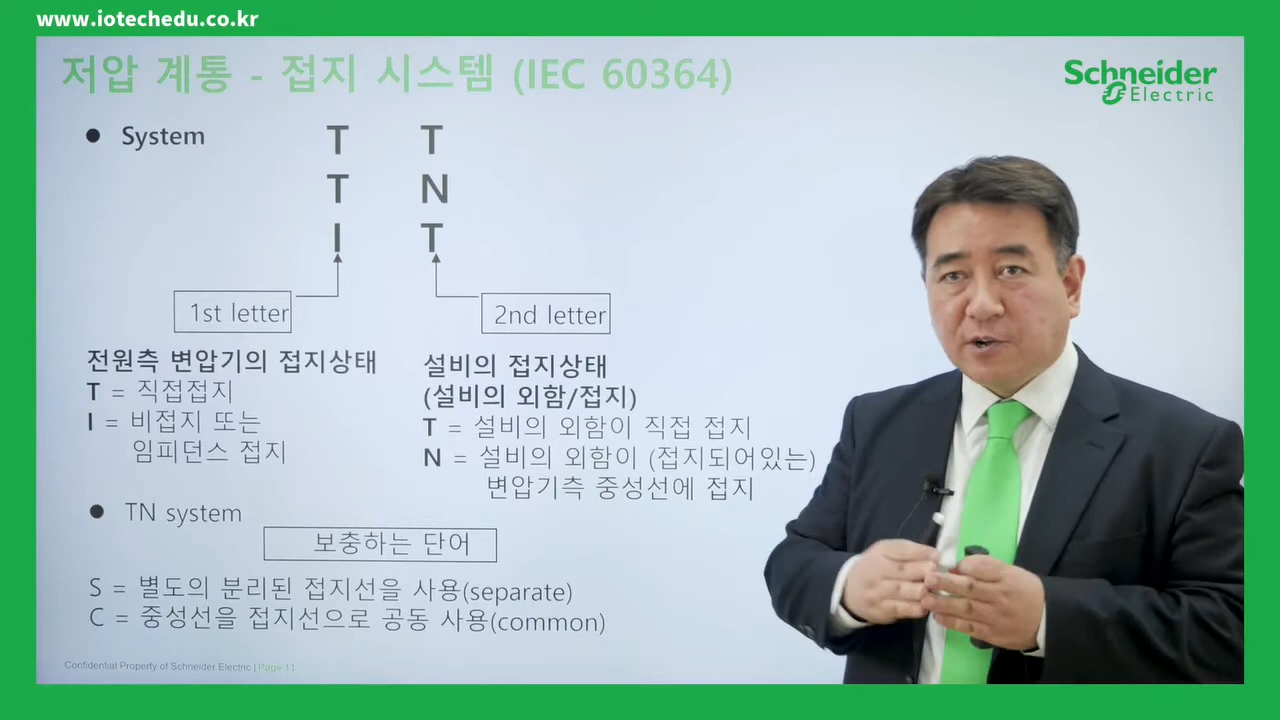 www.iotechedu.co.kr
저압 계통 - 접지 시스템 (IEC 60364)
Schneider
Electric
● System T T
T N
I T
1st letter 2nd letter
전원측 변압기의 접지상태
T = 직접접지
I = 비접지 또는
임피던스 접지
설비의 접지상태
(설비의 외함/접지)
T = 설비의 외함이 직접 접지
N = 설비의 외함이 (접지되어있는)
변압기측 중성선에 접지
● TN system
보충하는 단어
S = 별도의 분리된 접지선을 사용(separate)
C = 중성선을 접지선으로 공동 사용(common)
Confidential Property of Schneider Electric | Page 11